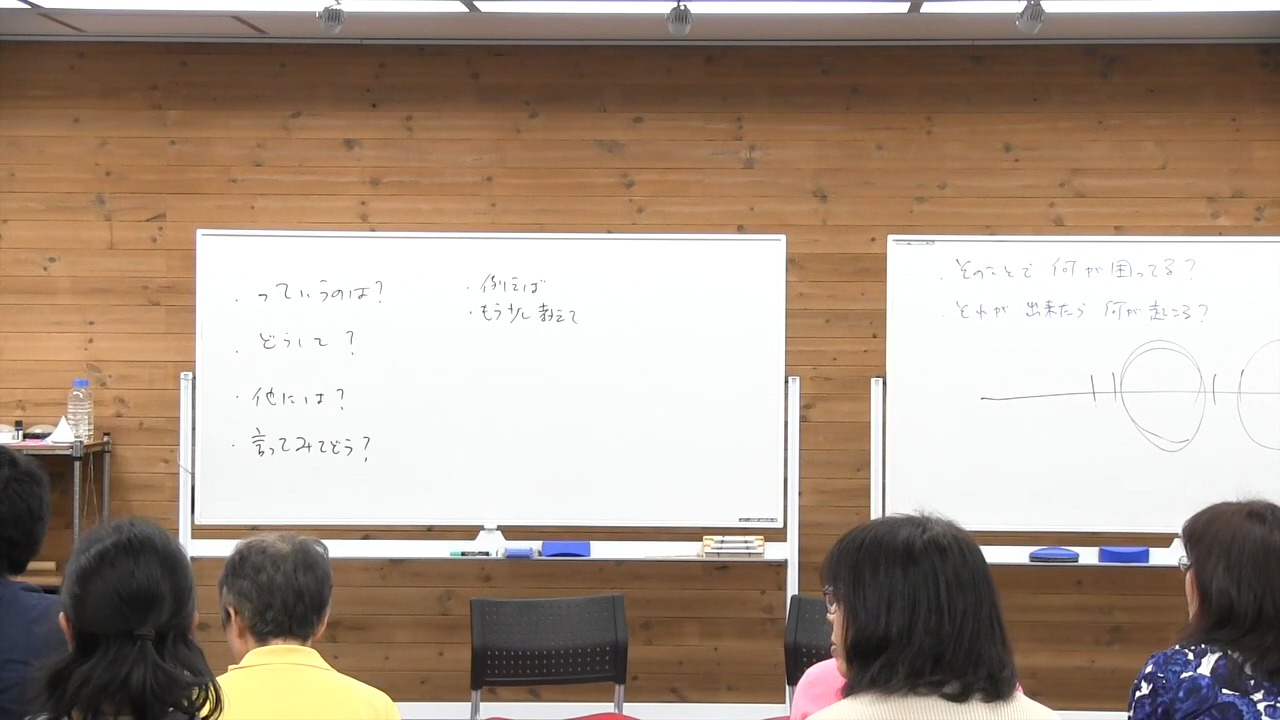 ・っていうのは?
・どうして?
・他には?
・言ってみてどう?
・例えば
・もう少し教えて
・そのことで 何が困ってる?
・それが 出来たら 何が起こる?